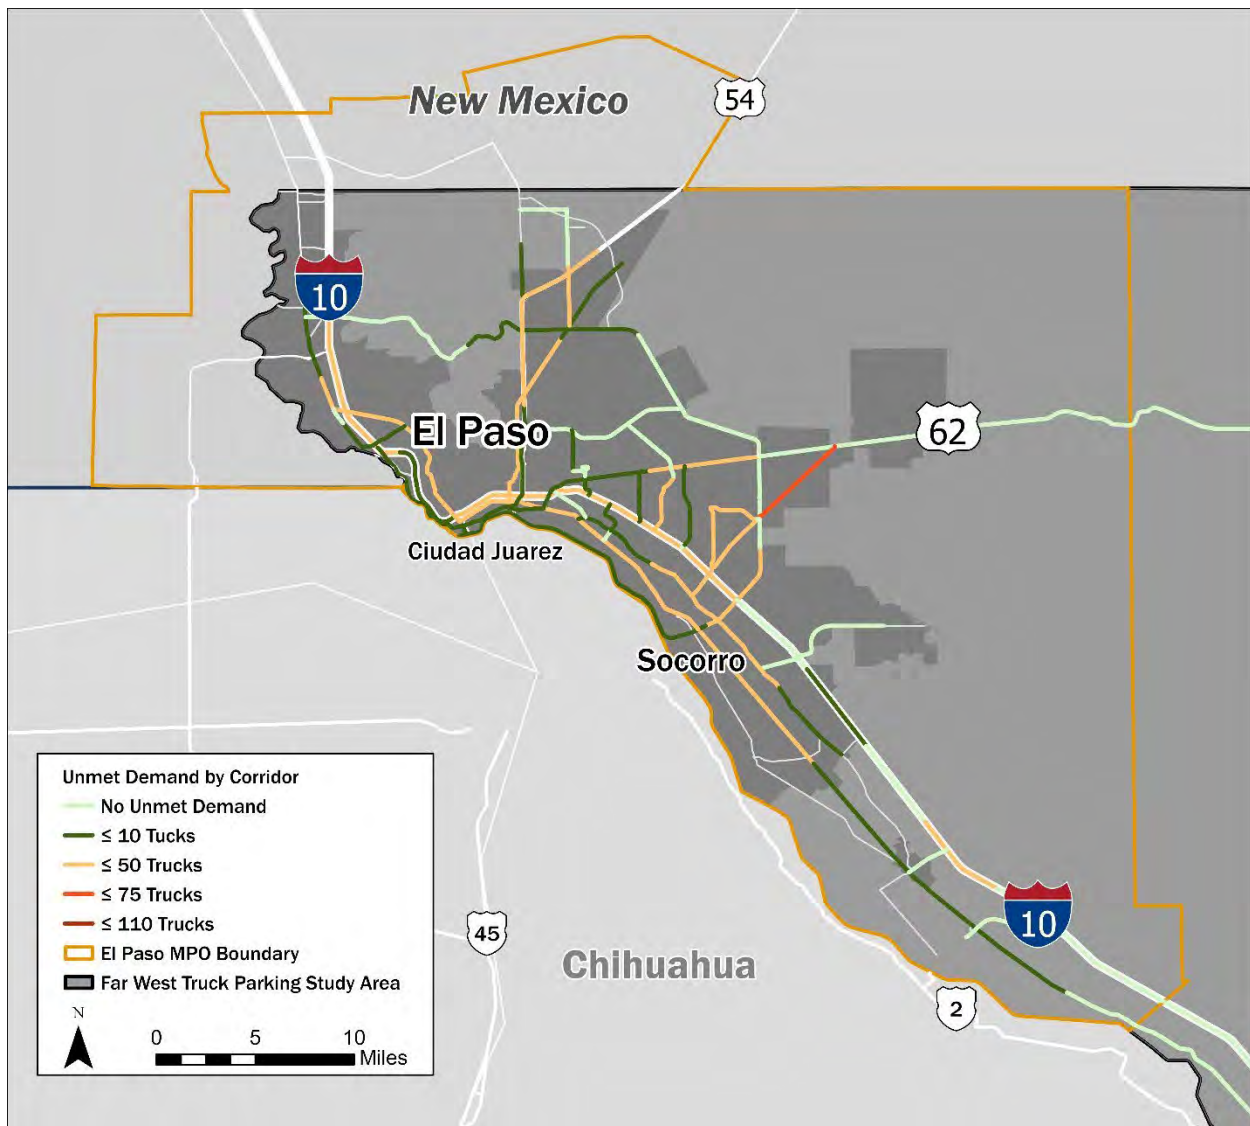 New Mexico
54
10
El Paso
62
Ciudad Juarez
Socorro
Unmet Demand by Corridor
No Unmet Demand
≤ 10 Tucks
≤ 50 Trucks
≤ 75 Trucks
≤ 110 Trucks
El Paso MPO Boundary
Far West Truck Parking Study Area
N
0 5 10
Miles
45
Chihuahua
10
2